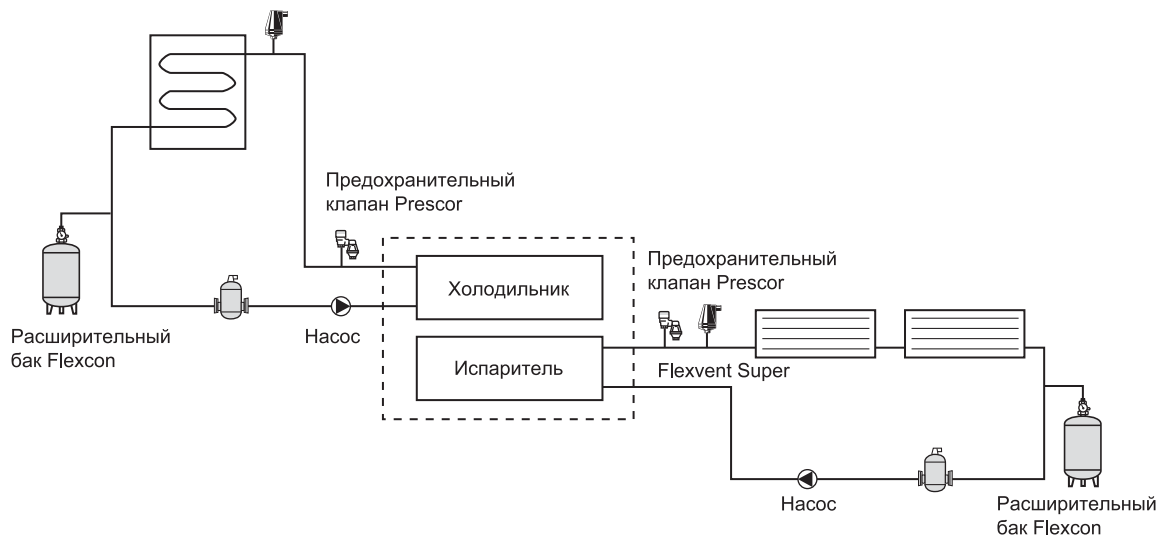 Предохранительный
клапан Prescor
Предохранительный
клапан Prescor
Холодильник
Расширительный
бак Flexcon
Насос
Испаритель
Flexvent Super
Насос
Расширительный
бак Flexcon